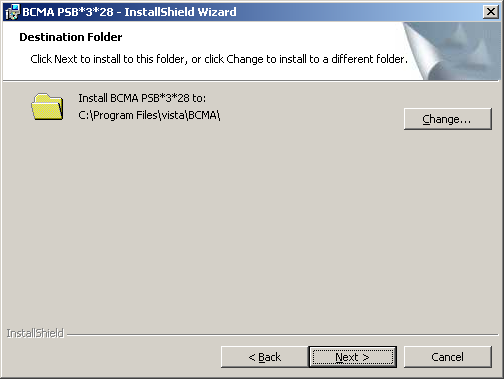 BCMA PSB*3*28 - InstallShield Wizard
Destination Folder
Click Next to install to this folder, or click Change to install to a different folder.
Install BCMA PSB*3*28 to:
C:\Program Files\vista\BCMA\
Change...
InstallShield
< Back
Next >
Cancel